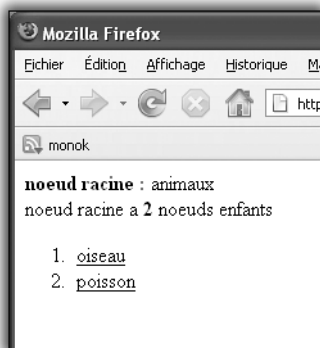 Mozilla Firefox
Fichier Édition Affichage Historique
http
monok
noeud racine : animaux
noeud racine a 2 noeuds enfants
1. oiseau
2. poisson